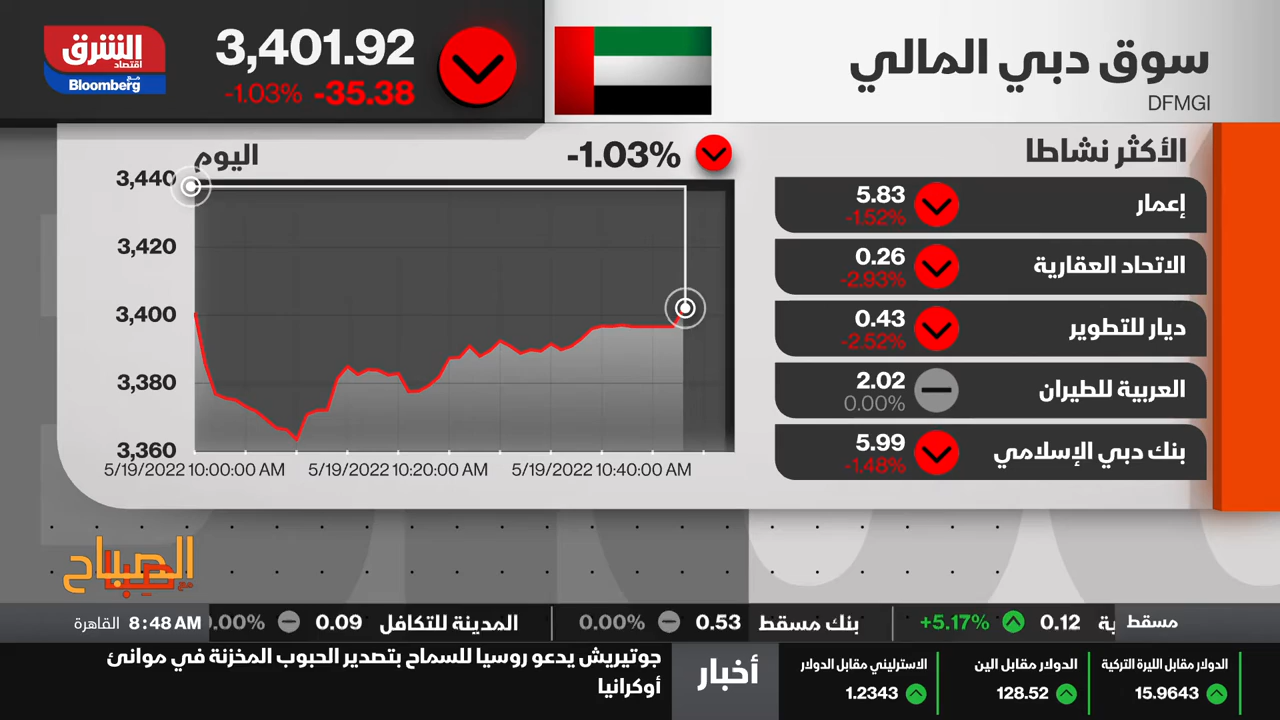 الشرق
اقتصاد
مع
Bloomberg
3,401.92
-1.03% -35.38
سوق دبي المالي
DFMGI
اليوم
-1.03%
3,440
3,420
3,400
3,380
3,360
5/19/2022 10:00:00 AM
5/19/2022 10:20:00 AM
5/19/2022 10:40:00 AM
الأكثر نشاطا
إعمار
5.83
-1.52%
الاتحاد العقارية
0.26
-2.93%
ديار للتطوير
0.43
-2.52%
العربية للطيران
2.02
0.00%
بنك دبي الإسلامي
5.99
-1.48%
الصباح
مع
صبا
مسقط
ية 0.12 +5.17%
بنك مسقط 0.53 0.00%
المدينة للتكافل 0.09 0.00%
8:48 AM القاهرة
الدولار مقابل الليرة التركية
15.9643
الدولار مقابل الين
128.52
الاسترليني مقابل الدولار
1.2343
أخبار
جوتيريش يدعو روسيا للسماح بتصدير الحبوب المخزنة في موانئ
أوكرانيا